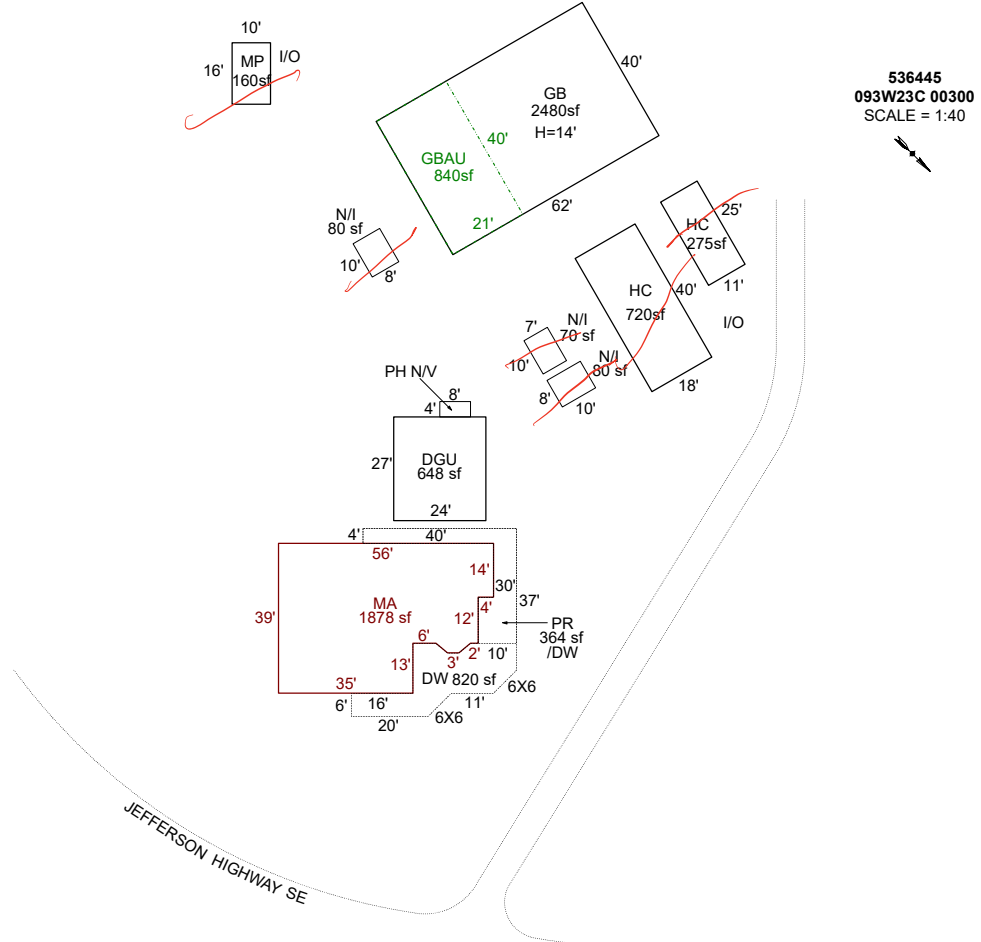 10'
16'
MP
160sf
I/O
40'
GB
2480sf
H=14'
536445
093W23C 00300
SCALE = 1:40
40'
GBAU
840sf
21'
62'
N/I
80 sf
10'
8'
25'
HC
275sf
11'
HC
720sf
40'
I/O
18'
7'
N/I
70 sf
10'
N/I
80 sf
8'
10'
PH N/V
8'
4'
27'
DGU
648 sf
24'
4'
40'
56'
14'
30'
37'
MA
1878 sf
4'
12'
39'
PR
364 sf
/DW
6'
2'
3'
10'
13'
DW 820 sf
6X6
35'
16'
11'
6'
20'
6X6
JEFFERSON HIGHWAY SE